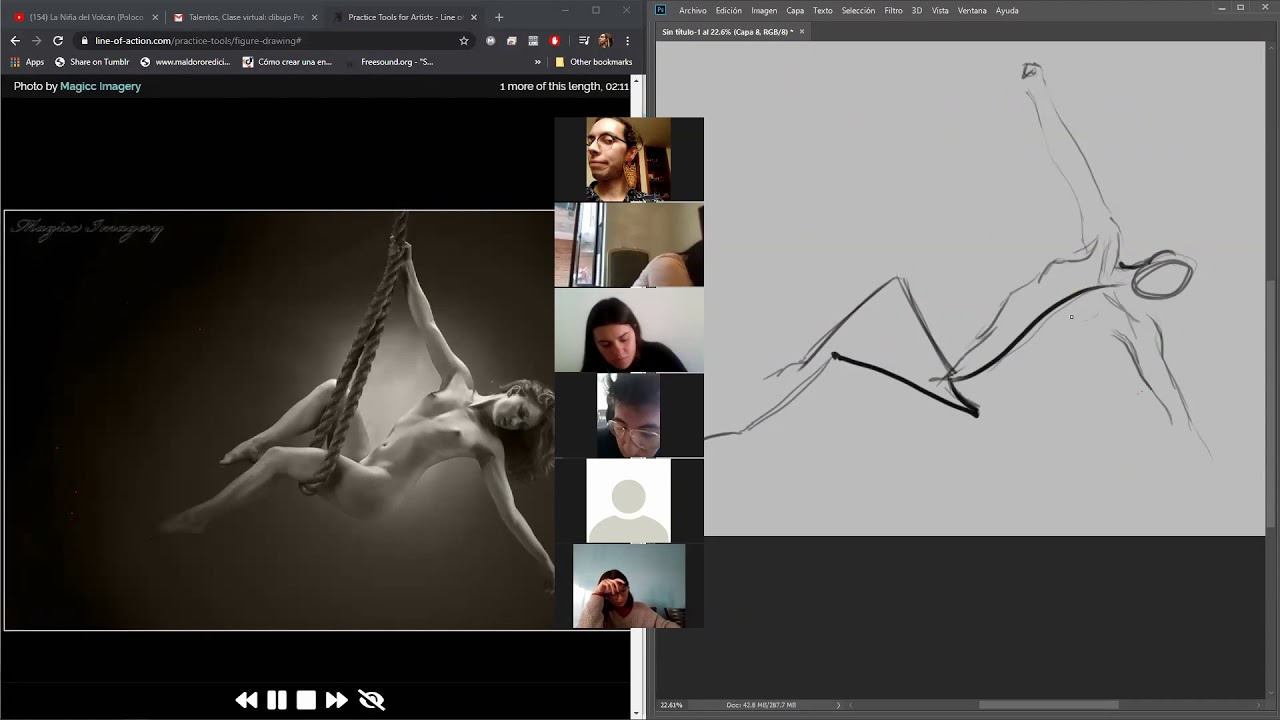 (154) La Niña del Volcán (Poloco
Talentos, Clase virtual: dibujo Pre
Practice Tools for Artists - Line of
line-of-action.com/practice-tools/figure-drawing#
Apps
Share on Tumblr
www.maldororedici...
Cómo crear una en...
Freesound.org - "S...
»
Other bookmarks
Photo by Magicc Imagery
1 more of this length, 02:11
Magicc Imagery
Ps
Archivo Edición Imagen Capa Texto Selección Filtro 3D Vista Ventana Ayuda
Sin título-1 al 22.6% (Capa 8, RGB/8) *
22.61%
Doc: 42.8 MB/287.7 MB